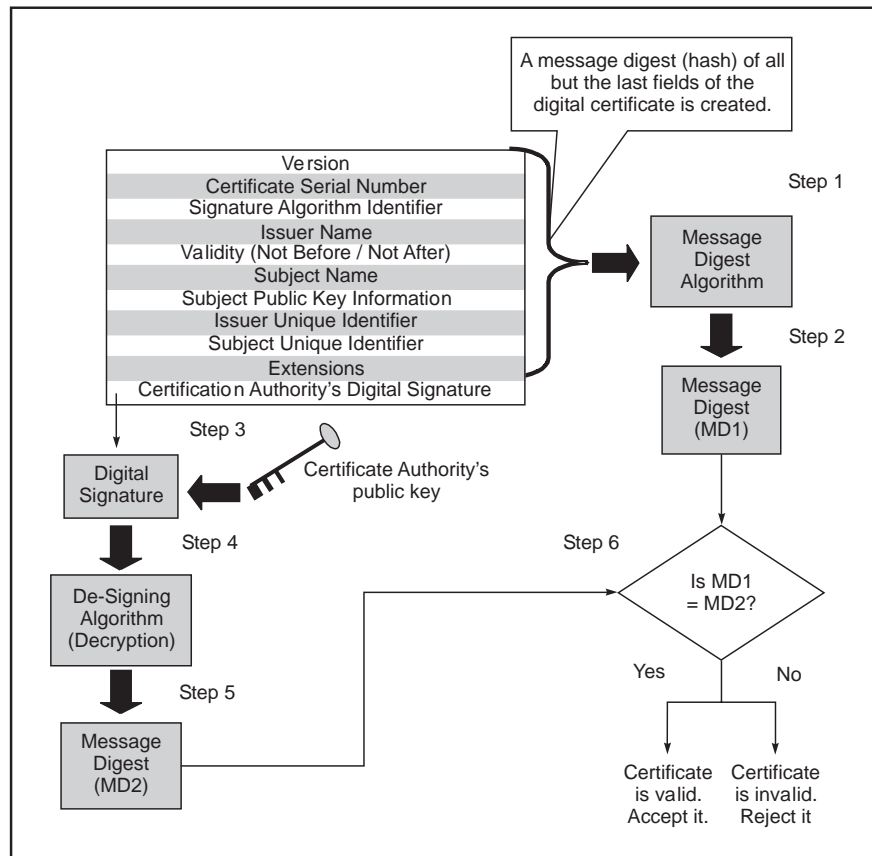 A message digest (hash) of all
but the last fields of the
digital certificate is created.
Version
Certificate Serial Number
Signature Algorithm Identifier
Issuer Name
Validity (Not Before / Not After)
Subject Name
Subject Public Key Information
Issuer Unique Identifier
Subject Unique Identifier
Extensions
Certification Authority's Digital Signature
Step 1
Message
Digest
Algorithm
Step 2
Message
Digest
(MD1)
Step 3
Digital
Signature
Certificate Authority's
public key
Step 4
De-Signing
Algorithm
(Decryption)
Step 5
Message
Digest
(MD2)
Step 6
Is MD1
= MD2?
Yes
No
Certificate
is valid.
Accept it.
Certificate
is invalid.
Reject it